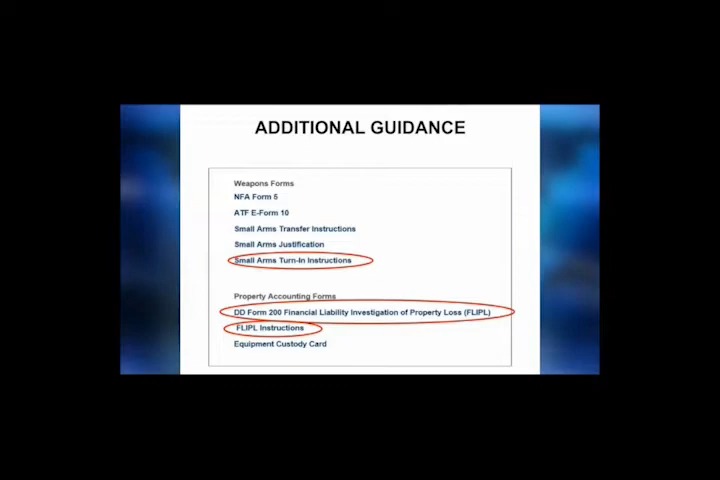 ADDITIONAL GUIDANCE
Weapons Forms
NFA Form 5
ATF E-Form 10
Small Arms Transfer Instructions
Small Arms Justification
Small Arms Turn-In Instructions
Property Accounting Forms
DD Form 200 Financial Liability Investigation of Property Loss (FLIPL)
FLIPL Instructions
Equipment Custody Card